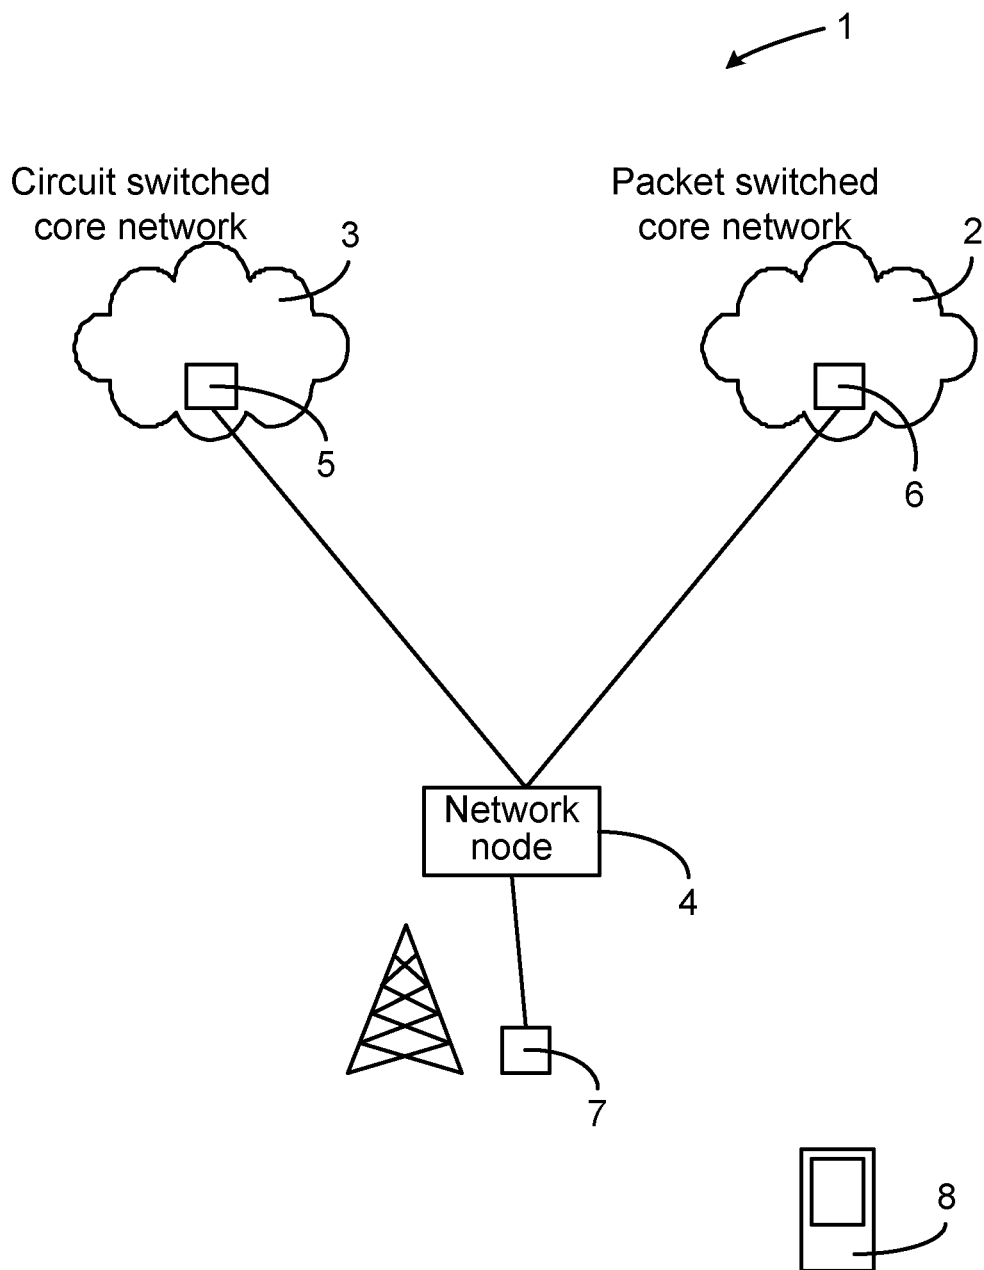 1
Circuit switched
core network
3
Packet switched
core network
2
5
6
Network
node
4
7
8